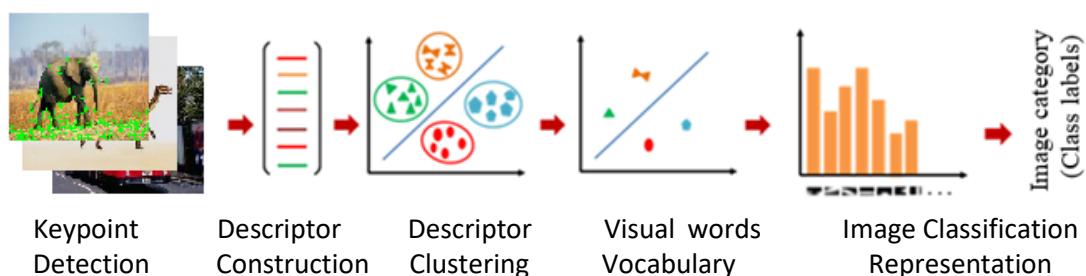 Image category
(Class labels)
Keypoint
Detection
Descriptor
Construction
Descriptor
Clustering
Visual words
Vocabulary
Image Classification
Representation